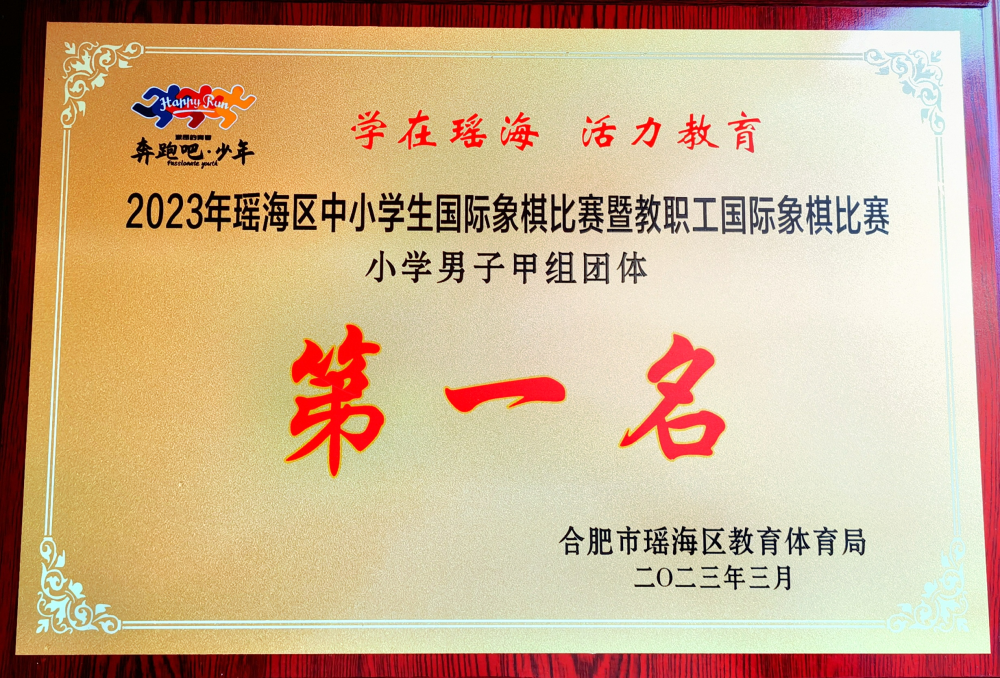 Happy Run
奔跑吧·少年
Passionate youth
学在瑶海 活力教育
2023年瑶海区中小学生国际象棋比赛暨教职工国际象棋比赛
小学男子甲组团体
第一名
合肥市瑶海区教育体育局
二〇二三年三月